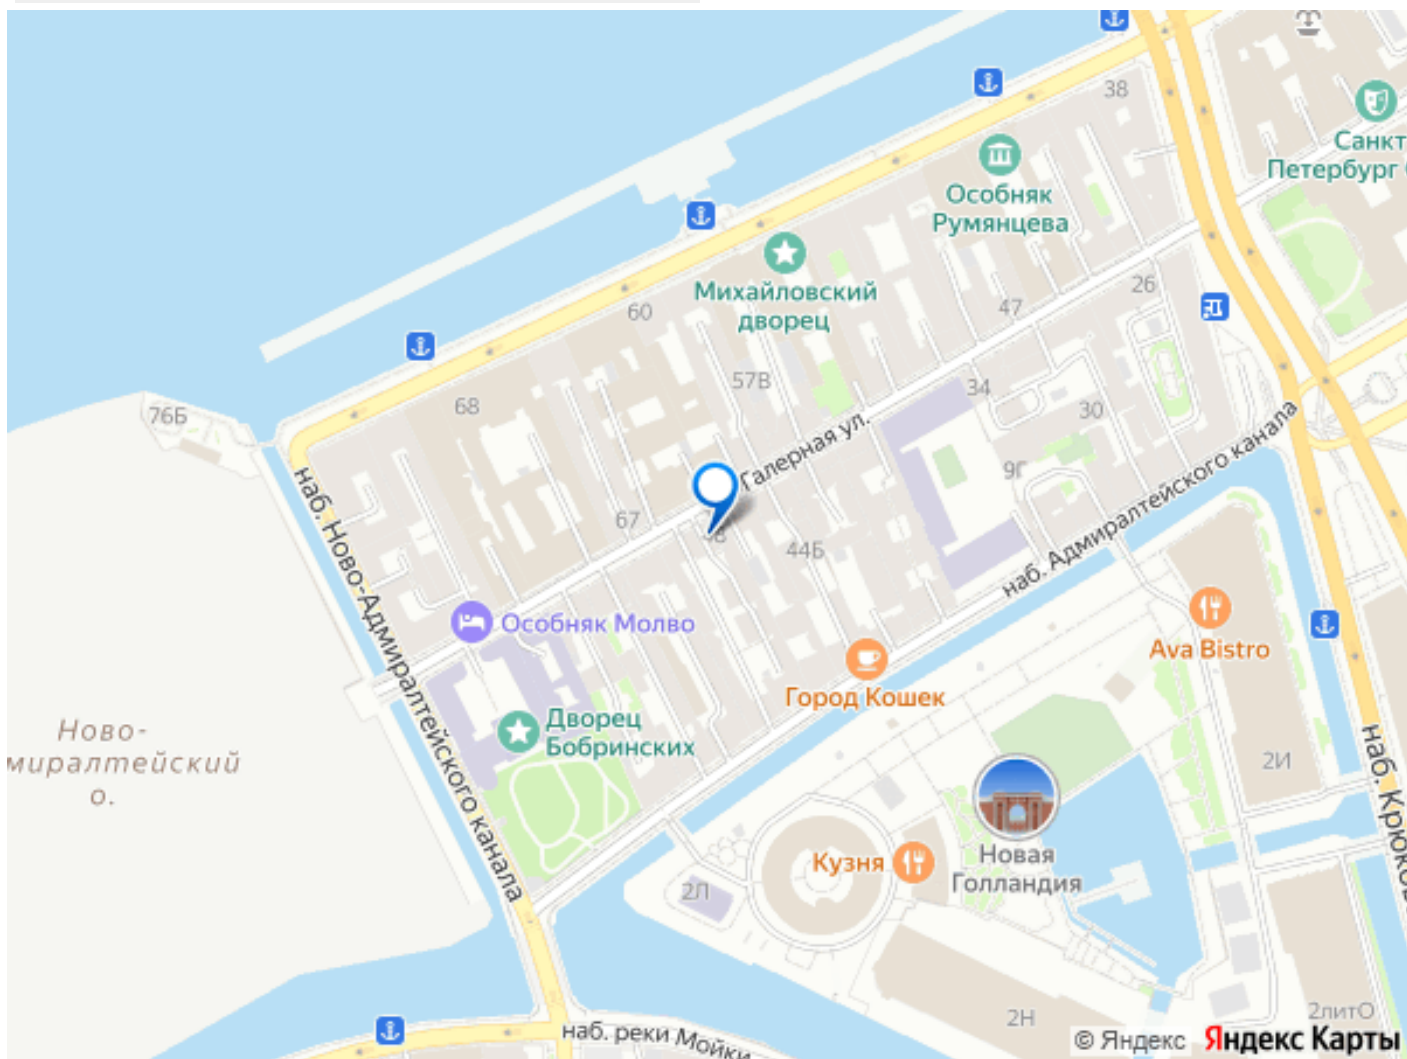 38
Санкт
Петербург
Особняк
Румянцева
Михайловский
дворец
26
47
60
57В
34
30
68
76Б
Галерная ул.
9Г
наб. Адмиралтейского канала
67
44Б
наб. Ново-Адмиралтейского канала
Особняк Молво
Ava Bistro
Город Кошек
Дворец
Бобринских
Ново-
миралтейский
о.
2И
наб. Крюков
Новая
Голландия
Кузня
2Л
2Н
2литО
наб. реки Мойки
© Яндекс Яндекс Карты